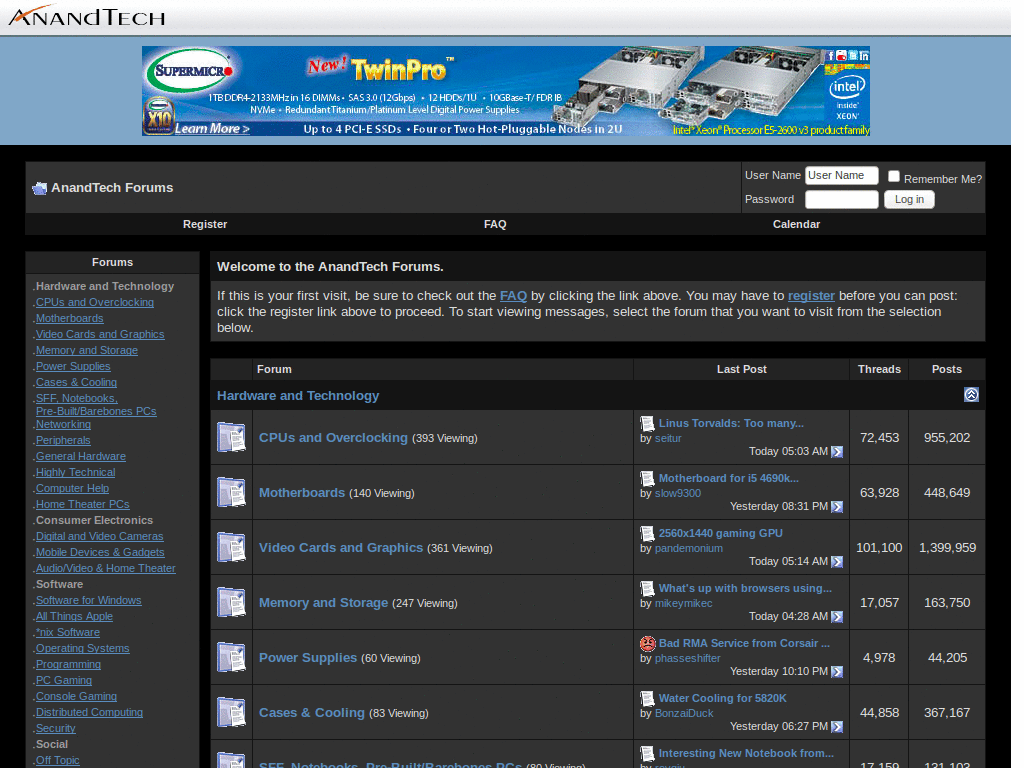 AnandTech
SUPERMICRO
New! TwinPro™
1TB DDR4-2133MHz in 16 DIMMs • SAS 3.0 (12Gbps) • 12 HDDs/1U • 10GBase-T/ FDR IB
NVMe • Redundant Titanium/Platinum Level Digital Power Supplies
X10
Learn More >
Up to 4 PCI-E SSDs • Four or Two Hot-Pluggable Nodes in 2U
intel
inside
XEON
Intel® Xeon® Processor E5-2600 v3 product family
AnandTech Forums
User Name User Name Remember Me?
Password Log in
Register FAQ Calendar
Forums
.Hardware and Technology
.CPUs and Overclocking
.Motherboards
.Video Cards and Graphics
.Memory and Storage
.Power Supplies
.Cases & Cooling
.SFF, Notebooks,
Pre-Built/Barebones PCs
.Networking
.Peripherals
.General Hardware
.Highly Technical
.Computer Help
.Home Theater PCs
.Consumer Electronics
.Digital and Video Cameras
.Mobile Devices & Gadgets
.Audio/Video & Home Theater
.Software
.Software for Windows
.All Things Apple
.*nix Software
.Operating Systems
.Programming
.PC Gaming
.Console Gaming
.Distributed Computing
.Security
.Social
.Off Topic
Welcome to the AnandTech Forums.
If this is your first visit, be sure to check out the FAQ by clicking the link above. You may have to register before you can post:
click the register link above to proceed. To start viewing messages, select the forum that you want to visit from the selection
below.
Forum Last Post Threads Posts
Hardware and Technology
CPUs and Overclocking (393 Viewing)
Linus Torvalds: Too many...
by seitur
Today 05:03 AM
72,453 955,202
Motherboards (140 Viewing)
Motherboard for i5 4690k...
by slow9300
Yesterday 08:31 PM
63,928 448,649
Video Cards and Graphics (361 Viewing)
2560x1440 gaming GPU
by pandemonium
Today 05:14 AM
101,100 1,399,959
Memory and Storage (247 Viewing)
What's up with browsers using...
by mikeymikec
Today 04:28 AM
17,057 163,750
Power Supplies (60 Viewing)
Bad RMA Service from Corsair ...
by phasseshifter
Yesterday 10:10 PM
4,978 44,205
Cases & Cooling (83 Viewing)
Water Cooling for 5820K
by BonzaiDuck
Yesterday 06:27 PM
44,858 367,167
SFF, Notebooks, Pre-Built/Barebones PCs (80 Viewing)
Interesting New Notebook from...
by
17,159 131,103